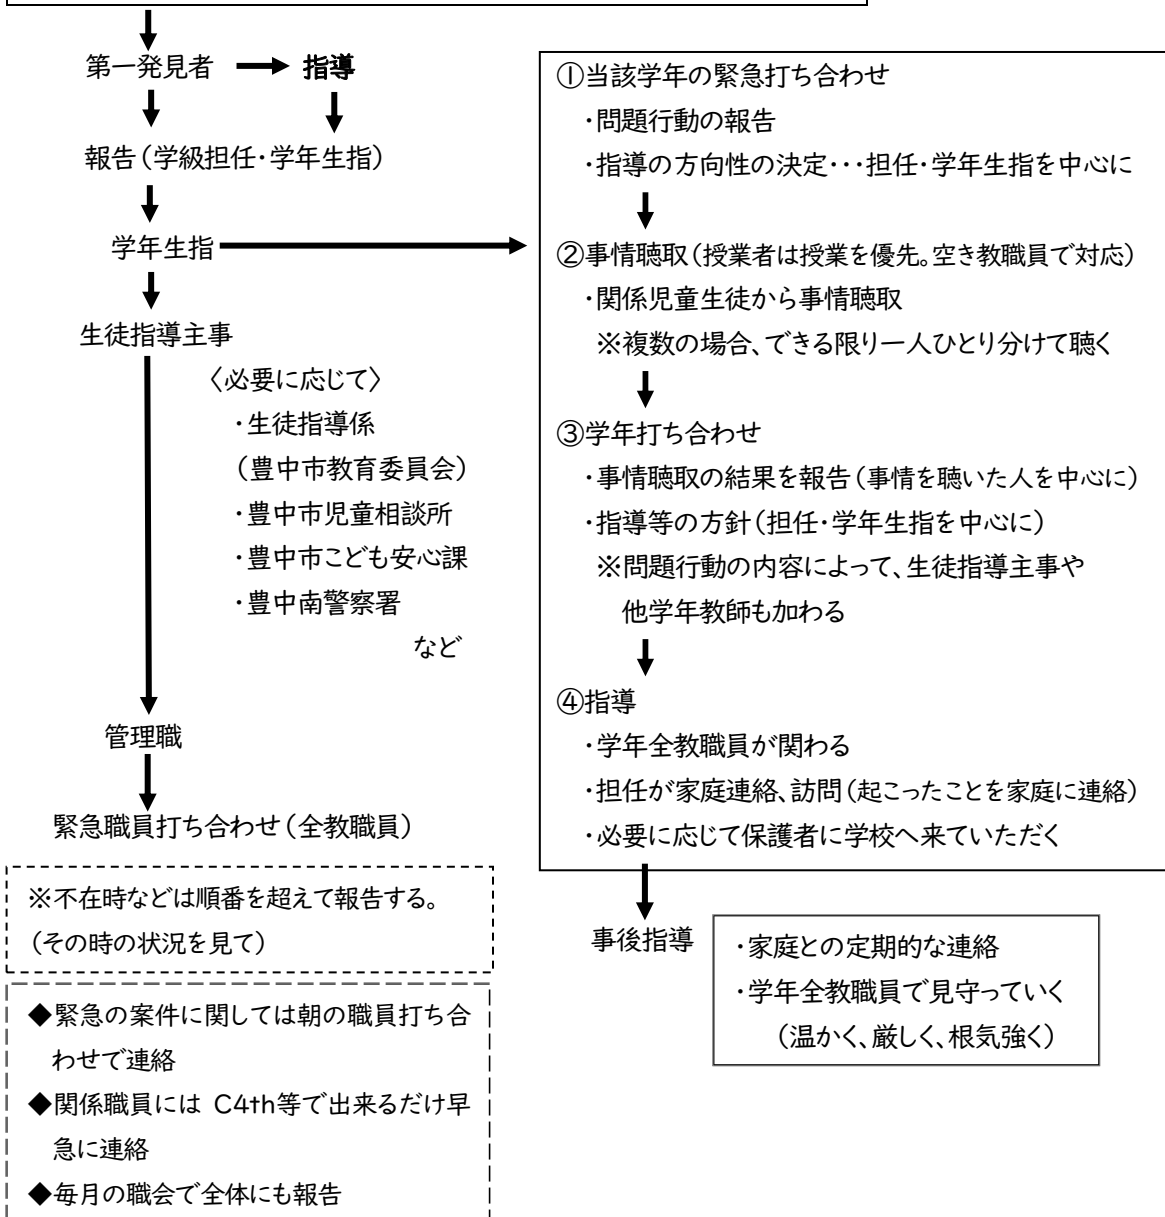 第一発見者
指導
報告(学級担任・学年生指)
学年生指
生徒指導主事
〈必要に応じて〉
・生徒指導係
(豊中市教育委員会)
・豊中市児童相談所
・豊中市こども安心課
・豊中南警察署
など
管理職
緊急職員打ち合わせ(全教職員)
※不在時などは順番を超えて報告する。
(その時の状況を見て)
◆緊急の案件に関しては朝の職員打ち合
わせで連絡
◆関係職員には C4th等で出来るだけ早
急に連絡
◆毎月の職会で全体にも報告
①当該学年の緊急打ち合わせ
・問題行動の報告
・指導の方向性の決定・・・担任・学年生指を中心に
②事情聴取(授業者は授業を優先。空き教職員で対応)
・関係児童生徒から事情聴取
※複数の場合、できる限り一人ひとり分けて聴く
③学年打ち合わせ
・事情聴取の結果を報告(事情を聴いた人を中心に)
・指導等の方針(担任・学年生指を中心に)
※問題行動の内容によって、生徒指導主事や
他学年教師も加わる
④指導
・学年全教職員が関わる
・担任が家庭連絡、訪問(起こったことを家庭に連絡)
・必要に応じて保護者に学校へ来ていただく
事後指導
・家庭との定期的な連絡
・学年全教職員で見守っていく
(温かく、厳しく、根気強く)